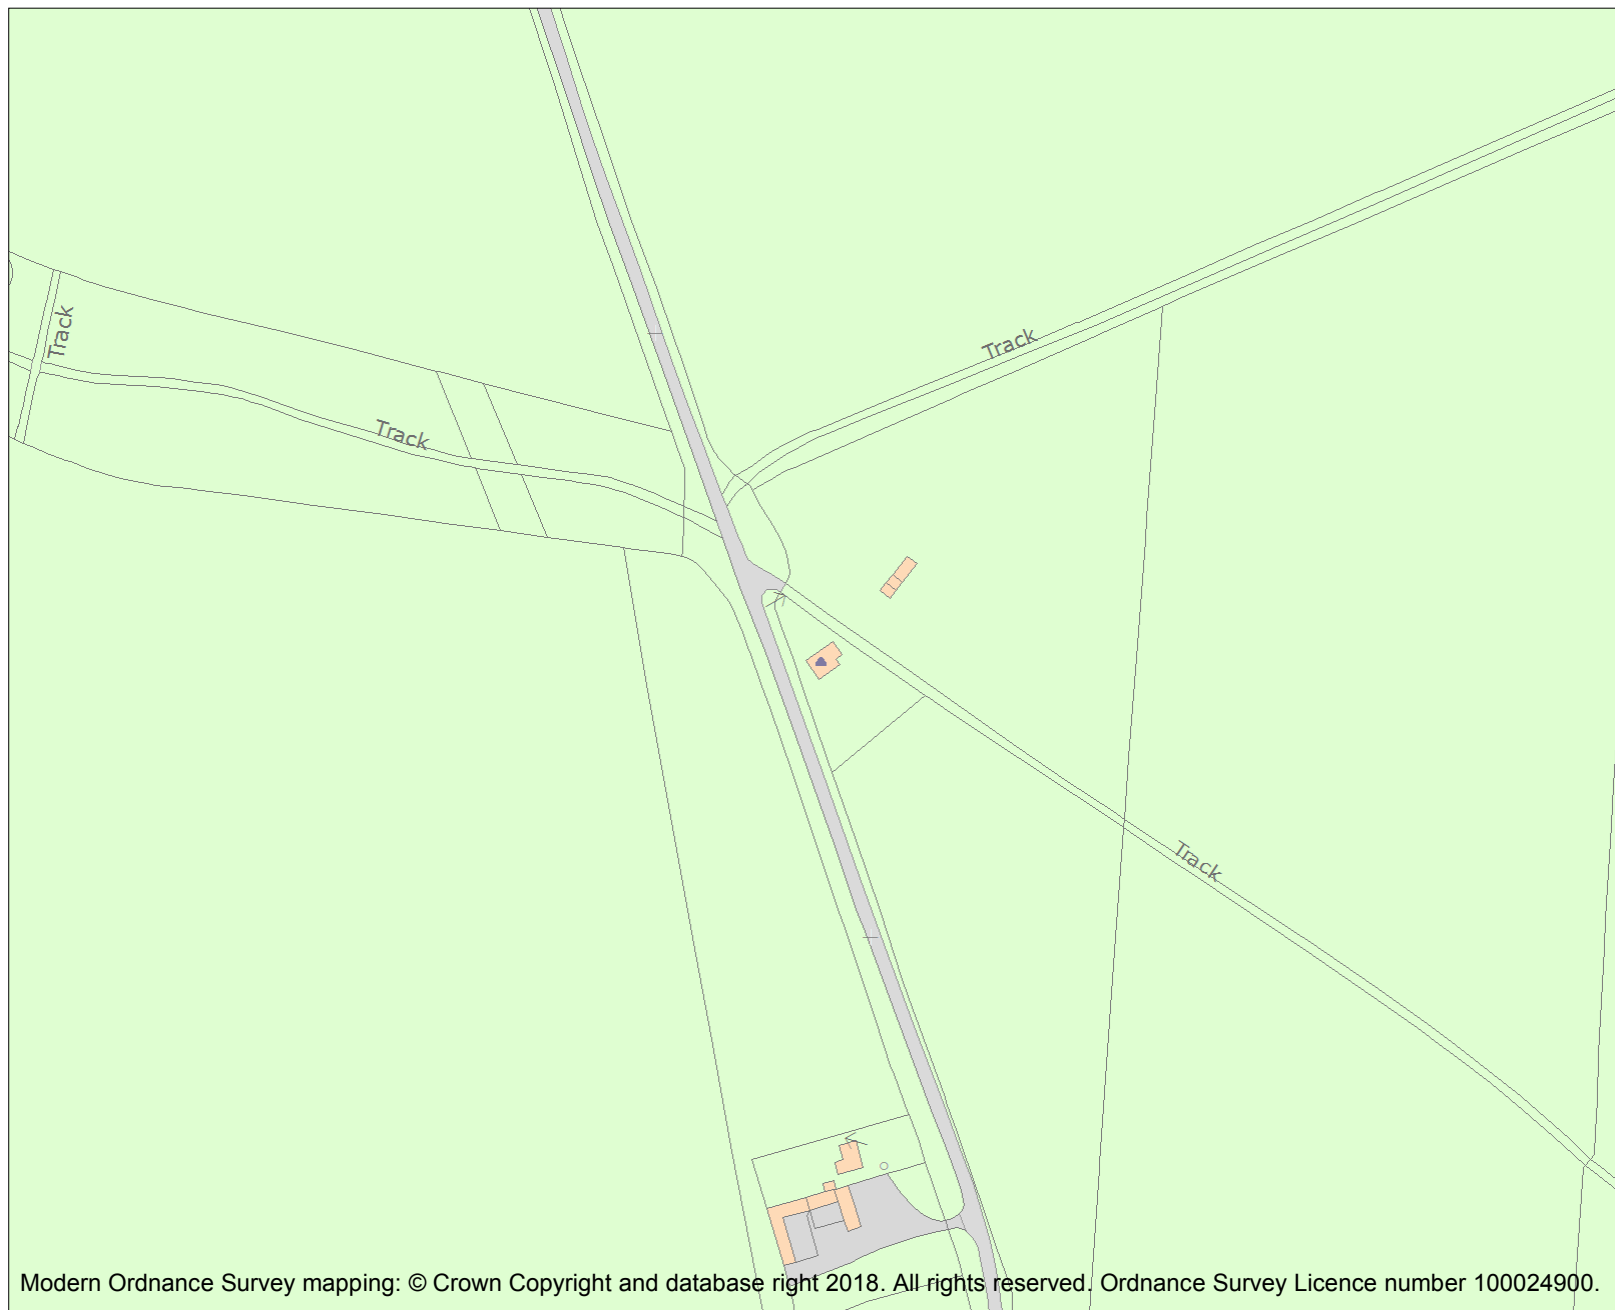 Track
Track
Track
Track
Modern Ordnance Survey mapping: © Crown Copyright and database right 2018. All rights reserved. Ordnance Survey Licence number 100024900.